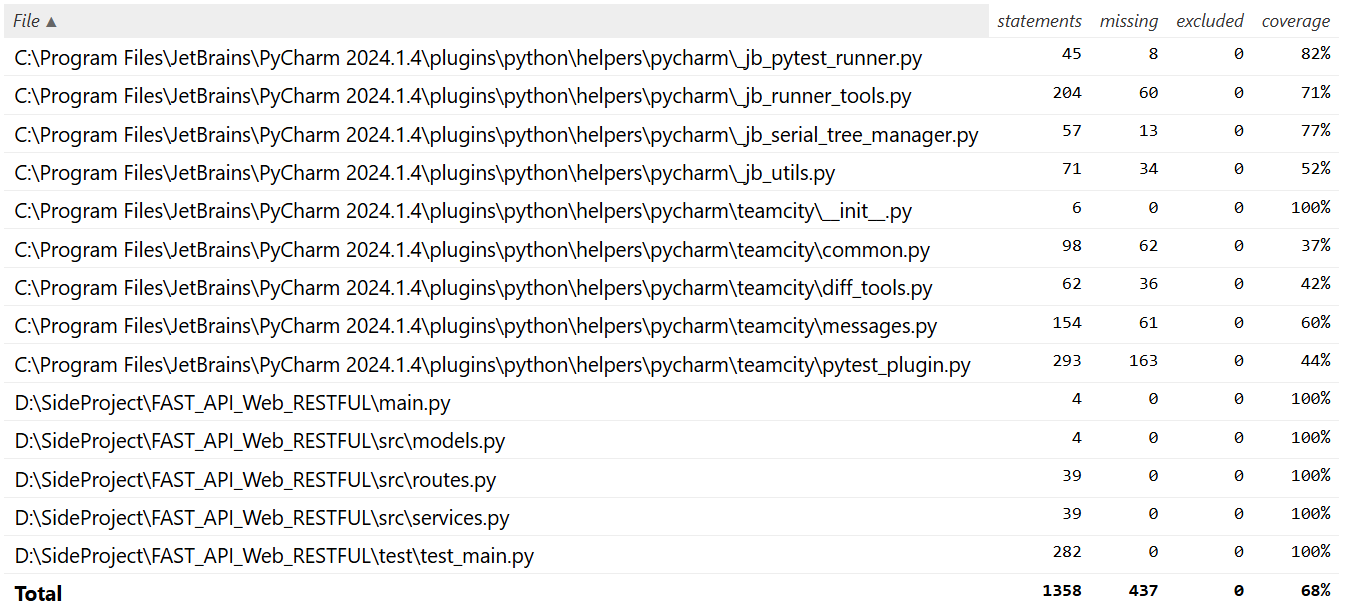 File ▲ statements missing excluded coverage
C:\Program Files\JetBrains\PyCharm 2024.1.4\plugins\python\helpers\pycharm\_jb_pytest_runner.py 45 8 0 82%
C:\Program Files\JetBrains\PyCharm 2024.1.4\plugins\python\helpers\pycharm\_jb_runner_tools.py 204 60 0 71%
C:\Program Files\JetBrains\PyCharm 2024.1.4\plugins\python\helpers\pycharm\_jb_serial_tree_manager.py 57 13 0 77%
C:\Program Files\JetBrains\PyCharm 2024.1.4\plugins\python\helpers\pycharm\_jb_utils.py 71 34 0 52%
C:\Program Files\JetBrains\PyCharm 2024.1.4\plugins\python\helpers\pycharm\teamcity\__init__.py 6 0 0 100%
C:\Program Files\JetBrains\PyCharm 2024.1.4\plugins\python\helpers\pycharm\teamcity\common.py 98 62 0 37%
C:\Program Files\JetBrains\PyCharm 2024.1.4\plugins\python\helpers\pycharm\teamcity\diff_tools.py 62 36 0 42%
C:\Program Files\JetBrains\PyCharm 2024.1.4\plugins\python\helpers\pycharm\teamcity\messages.py 154 61 0 60%
C:\Program Files\JetBrains\PyCharm 2024.1.4\plugins\python\helpers\pycharm\teamcity\pytest_plugin.py 293 163 0 44%
D:\SideProject\FAST_API_Web_RESTFUL\main.py 4 0 0 100%
D:\SideProject\FAST_API_Web_RESTFUL\src\models.py 4 0 0 100%
D:\SideProject\FAST_API_Web_RESTFUL\src\routes.py 39 0 0 100%
D:\SideProject\FAST_API_Web_RESTFUL\src\services.py 39 0 0 100%
D:\SideProject\FAST_API_Web_RESTFUL\test\test_main.py 282 0 0 100%
Total 1358 437 0 68%